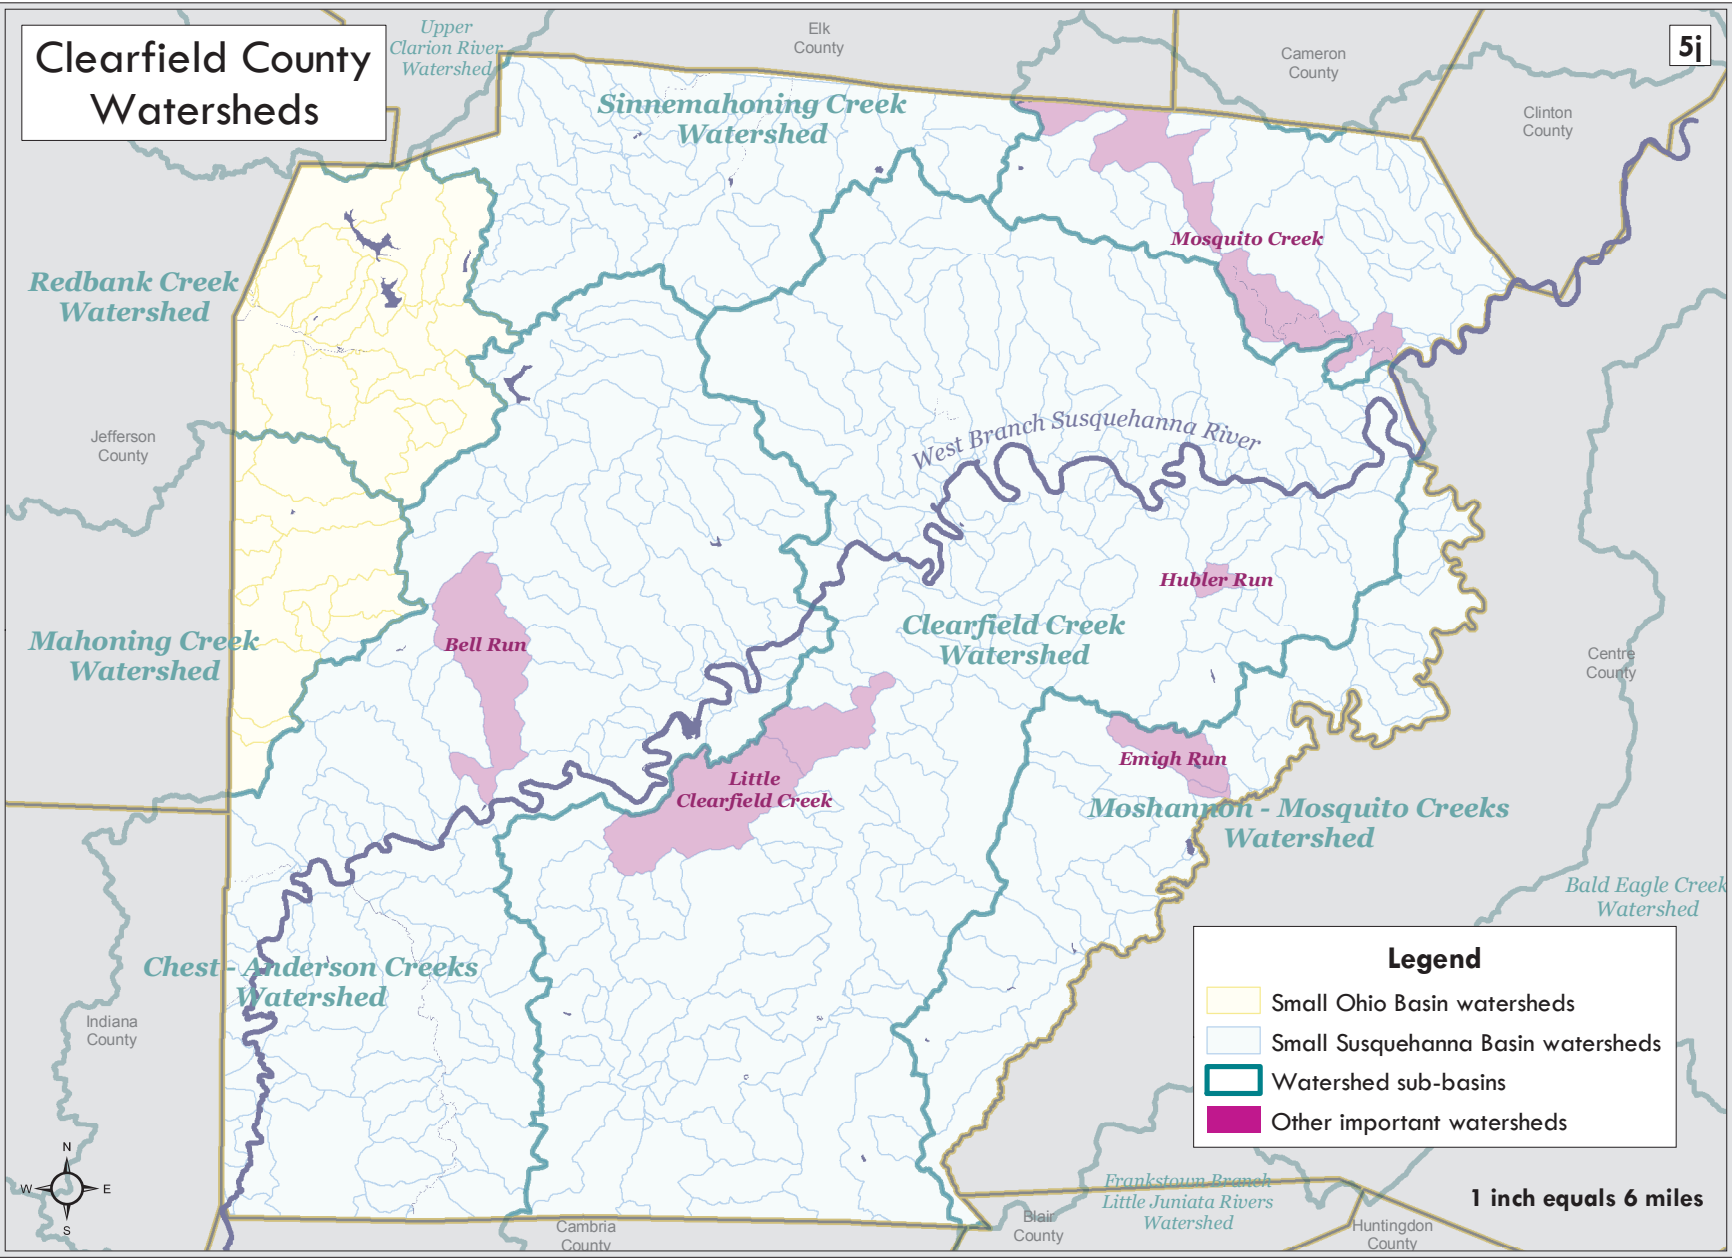 Clearfield County
Watersheds
5j
Upper
Clarion River
Watershed
Elk
County
Cameron
County
Clinton
County
Sinnemahoning Creek
Watershed
Mosquito Creek
Redbank Creek
Watershed
Jefferson
County
West Branch Susquehanna River
Hubler Run
Bell Run
Clearfield Creek
Watershed
Mahoning Creek
Watershed
Centre
County
Emigh Run
Little
Clearfield Creek
Moshannon - Mosquito Creeks
Watershed
Bald Eagle Creek
Watershed
Chest - Anderson Creeks
Watershed
Indiana
County
Legend
Small Ohio Basin watersheds
Small Susquehanna Basin watersheds
Watershed sub-basins
Other important watersheds
N
W
E
S
Frankstown Branch
Little Juniata Rivers
Watershed
1 inch equals 6 miles
Cambria
County
Blair
County
Huntingdon
County